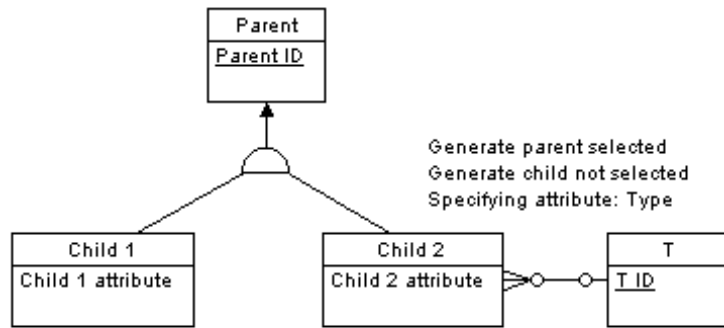 Parent
Parent ID
Generate parent selected
Generate child not selected
Specifying attribute: Type
Child 1
Child 1 attribute
Child 2
Child 2 attribute
T
T ID